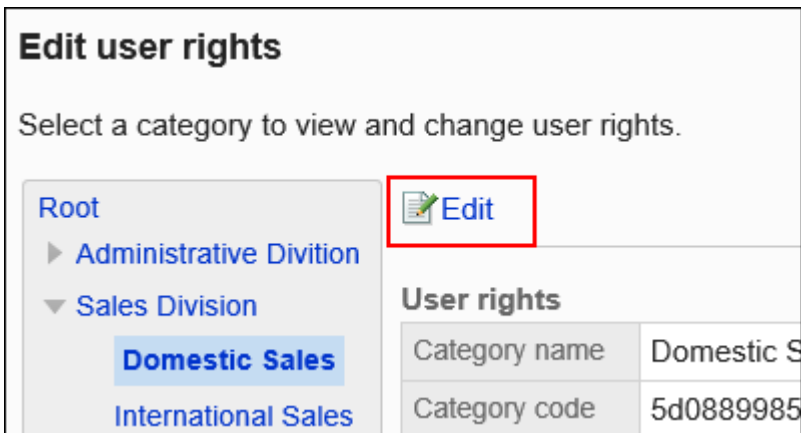 Edit user rights
Select a category to view and change user rights.
Root
Administrative Divition
Sales Division
Domestic Sales
International Sales
Edit
User rights
Category name Domestic S
Category code 5d0889985